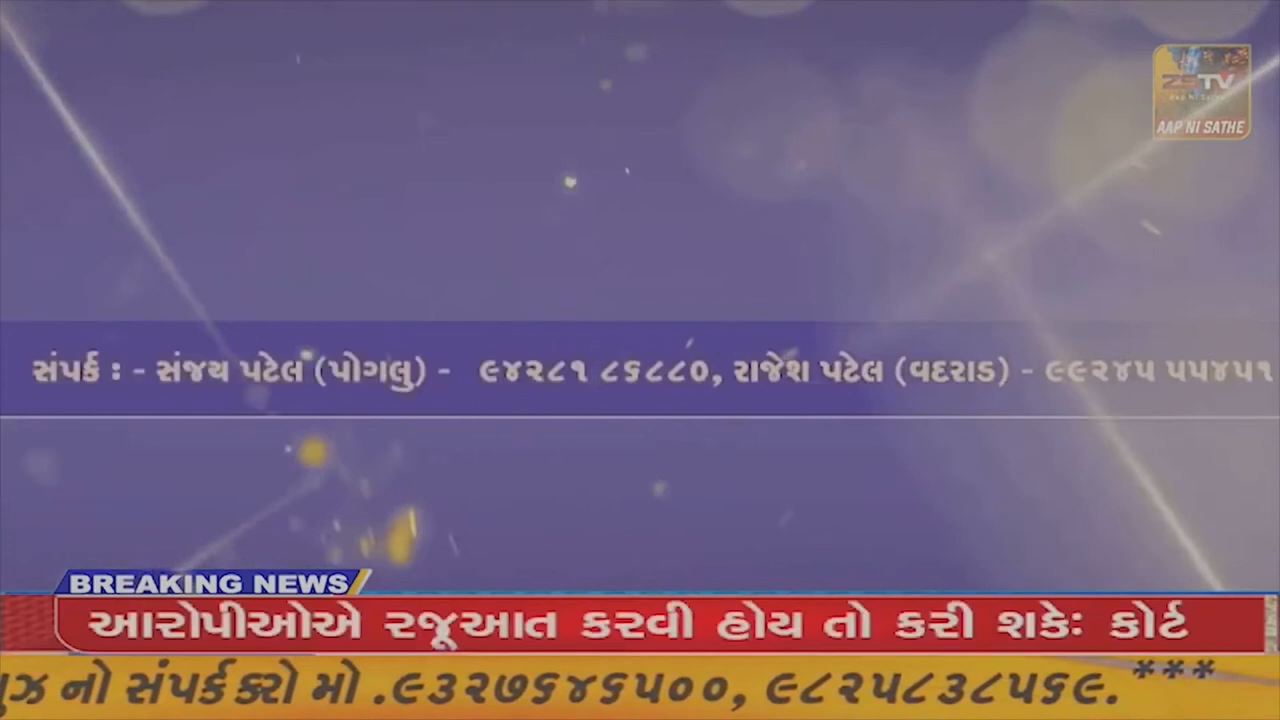 AAP NI SATHE
સંપર્ક : - સંજય પટેલ (પોગલુ) - ૯૪૨૮૧ ૮૬૮૮૦, રાજેશ પટેલ (વદરાડ) - ૯૯૨૪૫ ૫૫૪૫૧
BREAKING NEWS
આરોપીઓએ રજૂઆત કરવી હોય તો કરી શકેઃ કોર્ટ
નો સંપર્ક કરો મો .૯૩૨૭૬૪૬૫૦૦, ૯૮૨૫૮૩૮૫૬૯. ***